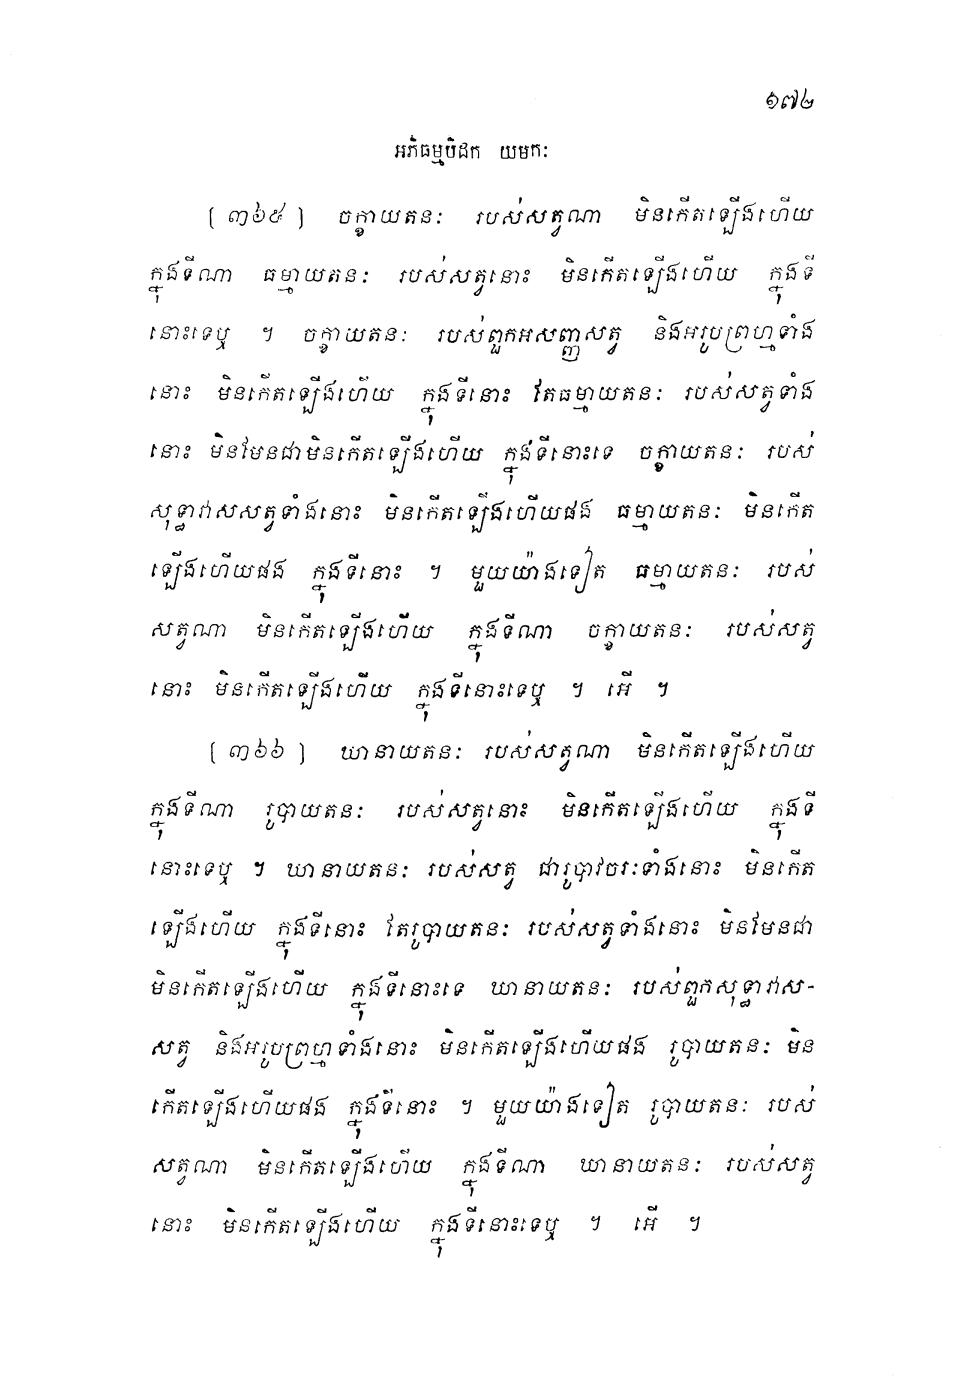 ១៧២
អភិធម្មបិដក យមកៈ
[ ៣៦៥ ] ចក្ខាយតនៈ របស់សត្វណា មិនកើតឡើងហើយ
ក្នុងទីណា ធម្មាយតនៈ របស់សត្វនោះ មិនកើតឡើងហើយ ក្នុងទី
នោះទេឬ ។ ចក្ខាយតនៈ របស់ពួកអសញ្ញសត្វ និងអរូបព្រហ្មទាំង
នោះ មិនកើតឡើងហើយ ក្នុងទីនោះ តែធម្មាយតនៈ របស់សត្វទាំង
នោះ មិនមែនជាមិនកើតឡើងហើយ ក្នុងទីនោះទេ ចក្ខាយតនៈ របស់
សុទ្ធាវាសសត្វទាំងនោះ មិនកើតឡើងហើយផង ធម្មាយតនៈ មិនកើត
ឡើងហើយផង ក្នុងទីនោះ ។ មួយយ៉ាងទៀត ធម្មាយតនៈ របស់
សត្វណា មិនកើតឡើងហើយ ក្នុងទីណា ចក្ខាយតនៈ របស់សត្វ
នោះ មិនកើតឡើងហើយ ក្នុងទីនោះទេឬ ។ អើ ។
[ ៣៦៦ ] ឃានាយតនៈ របស់សត្វណា មិនកើតឡើងហើយ
ក្នុងទីណា រូបាយតនៈ របស់សត្វនោះ មិនកើតឡើងហើយ ក្នុងទី
នោះទេឬ ។ ឃានាយតនៈ របស់សត្វ ជារូបាវចរៈទាំងនោះ មិនកើត
ឡើងហើយ ក្នុងទីនោះ តែរូបាយតនៈ របស់សត្វទាំងនោះ មិនមែនជា
មិនកើតឡើងហើយ ក្នុងទីនោះទេ ឃានាយតនៈ របស់ពួកសុទ្ធាវាស-
សត្វ និងអរូបព្រហ្មទាំងនោះ មិនកើតឡើងហើយផង រូបាយតនៈ មិន
កើតឡើងហើយផង ក្នុងទីនោះ ។ មួយយ៉ាងទៀត រូបាយតនៈ របស់
សត្វណា មិនកើតឡើងហើយ ក្នុងទីណា ឃានាយតនៈ របស់សត្វ
នោះ មិនកើតឡើងហើយ ក្នុងទីនោះទេឬ ។ អើ ។